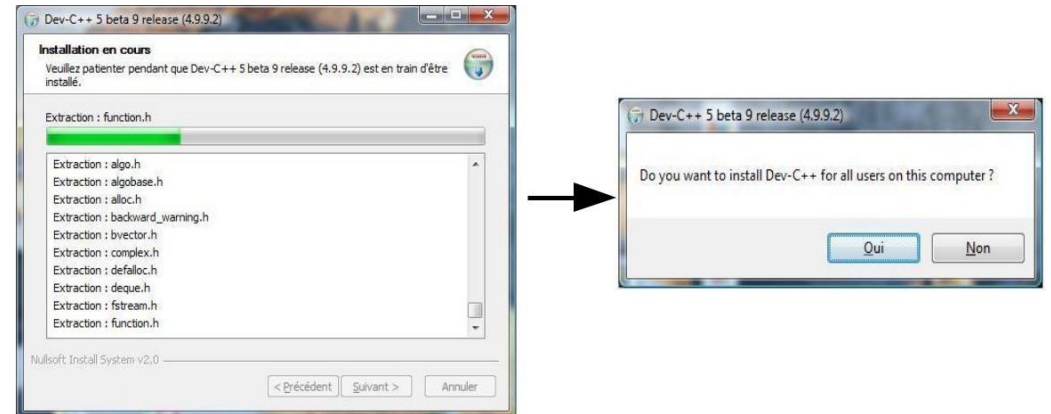 Dev-C++ 5 beta 9 release (4.9.9.2)
Installation en cours
Veuillez patienter pendant que Dev-C++ 5 beta 9 release (4.9.9.2) est en train d'être
installé.
Extraction : function.h
Extraction : algo.h
Extraction : algobase.h
Extraction : alloc.h
Extraction : backward_warning.h
Extraction : bvector.h
Extraction : complex.h
Extraction : defalloc.h
Extraction : deque.h
Extraction : fstream.h
Extraction : function.h
Nullsoft Install System v2.0
< Précédent Suivant > Annuler
Dev-C++ 5 beta 9 release (4.9.9.2)
Do you want to install Dev-C++ for all users on this computer ?
Oui Non